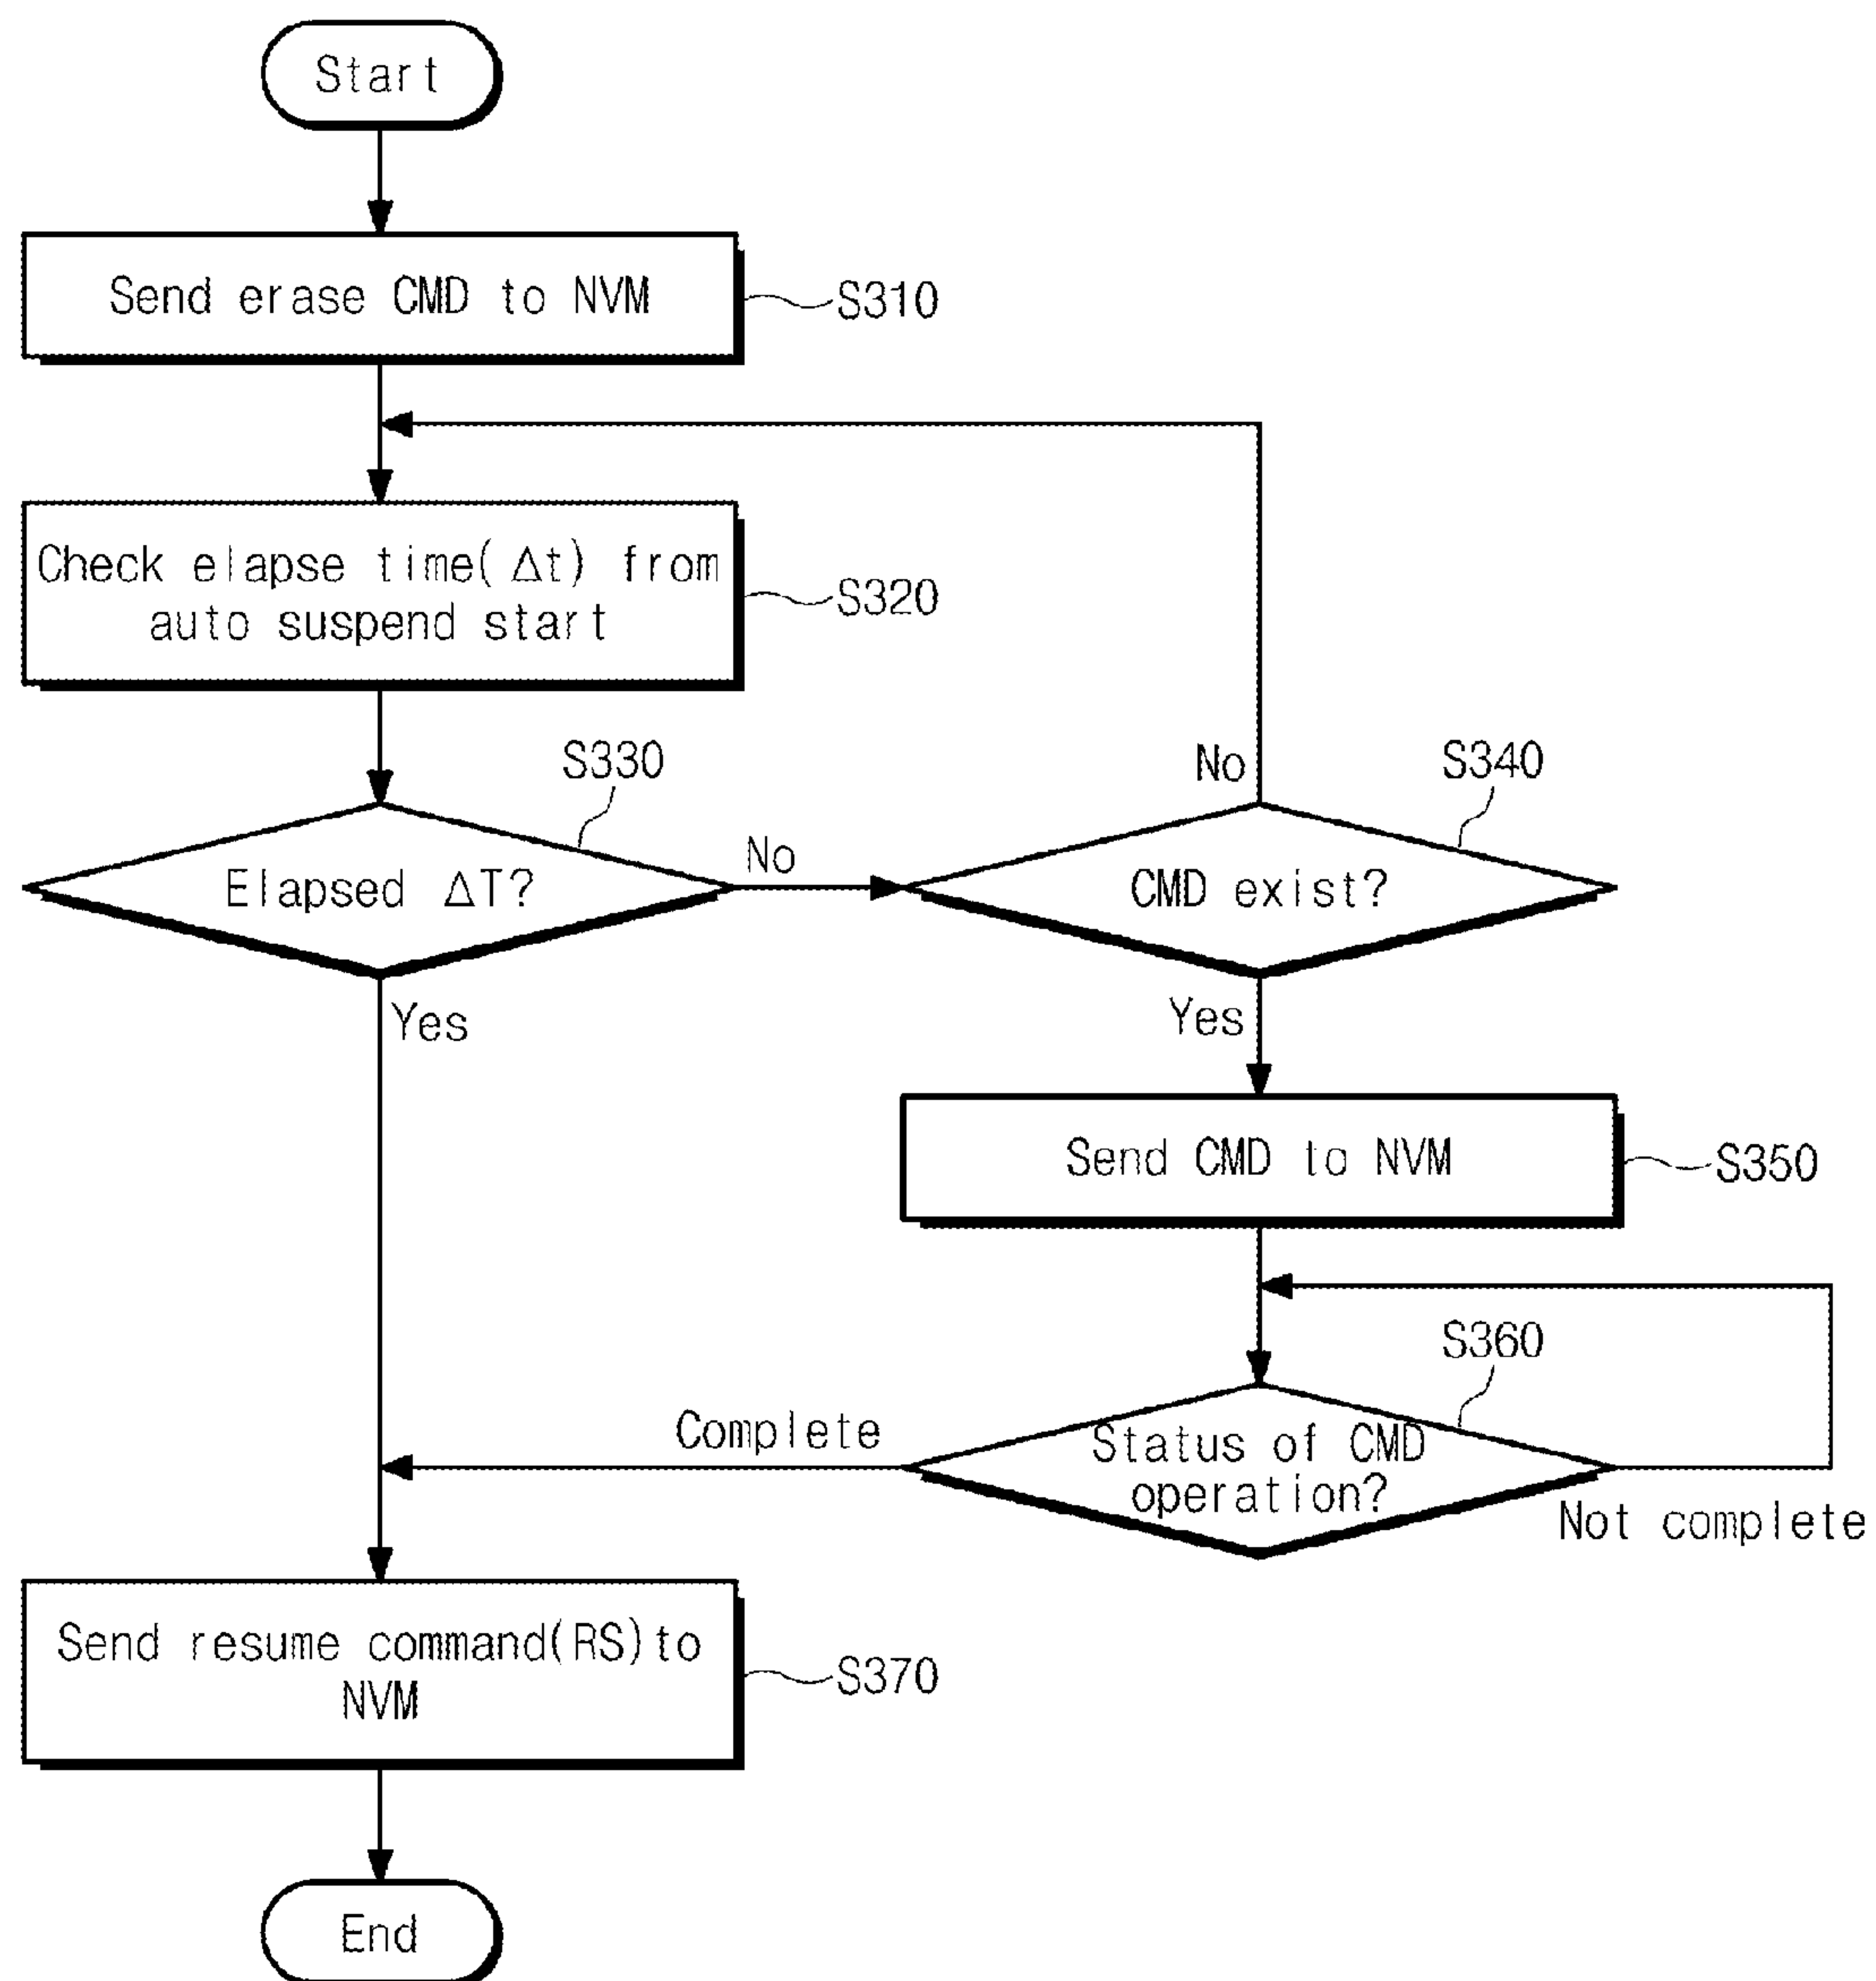 Start
Send erase CMD to NVM
S310
Check elapse time(Δt) from
auto suspend start
S320
S330
Elapsed ΔT?
No
Yes
S340
No
CMD exist?
Yes
Send CMD to NVM
S350
S360
Status of CMD
operation?
Complete
Not complete
Send resume command(RS)to
NVM
S370
End